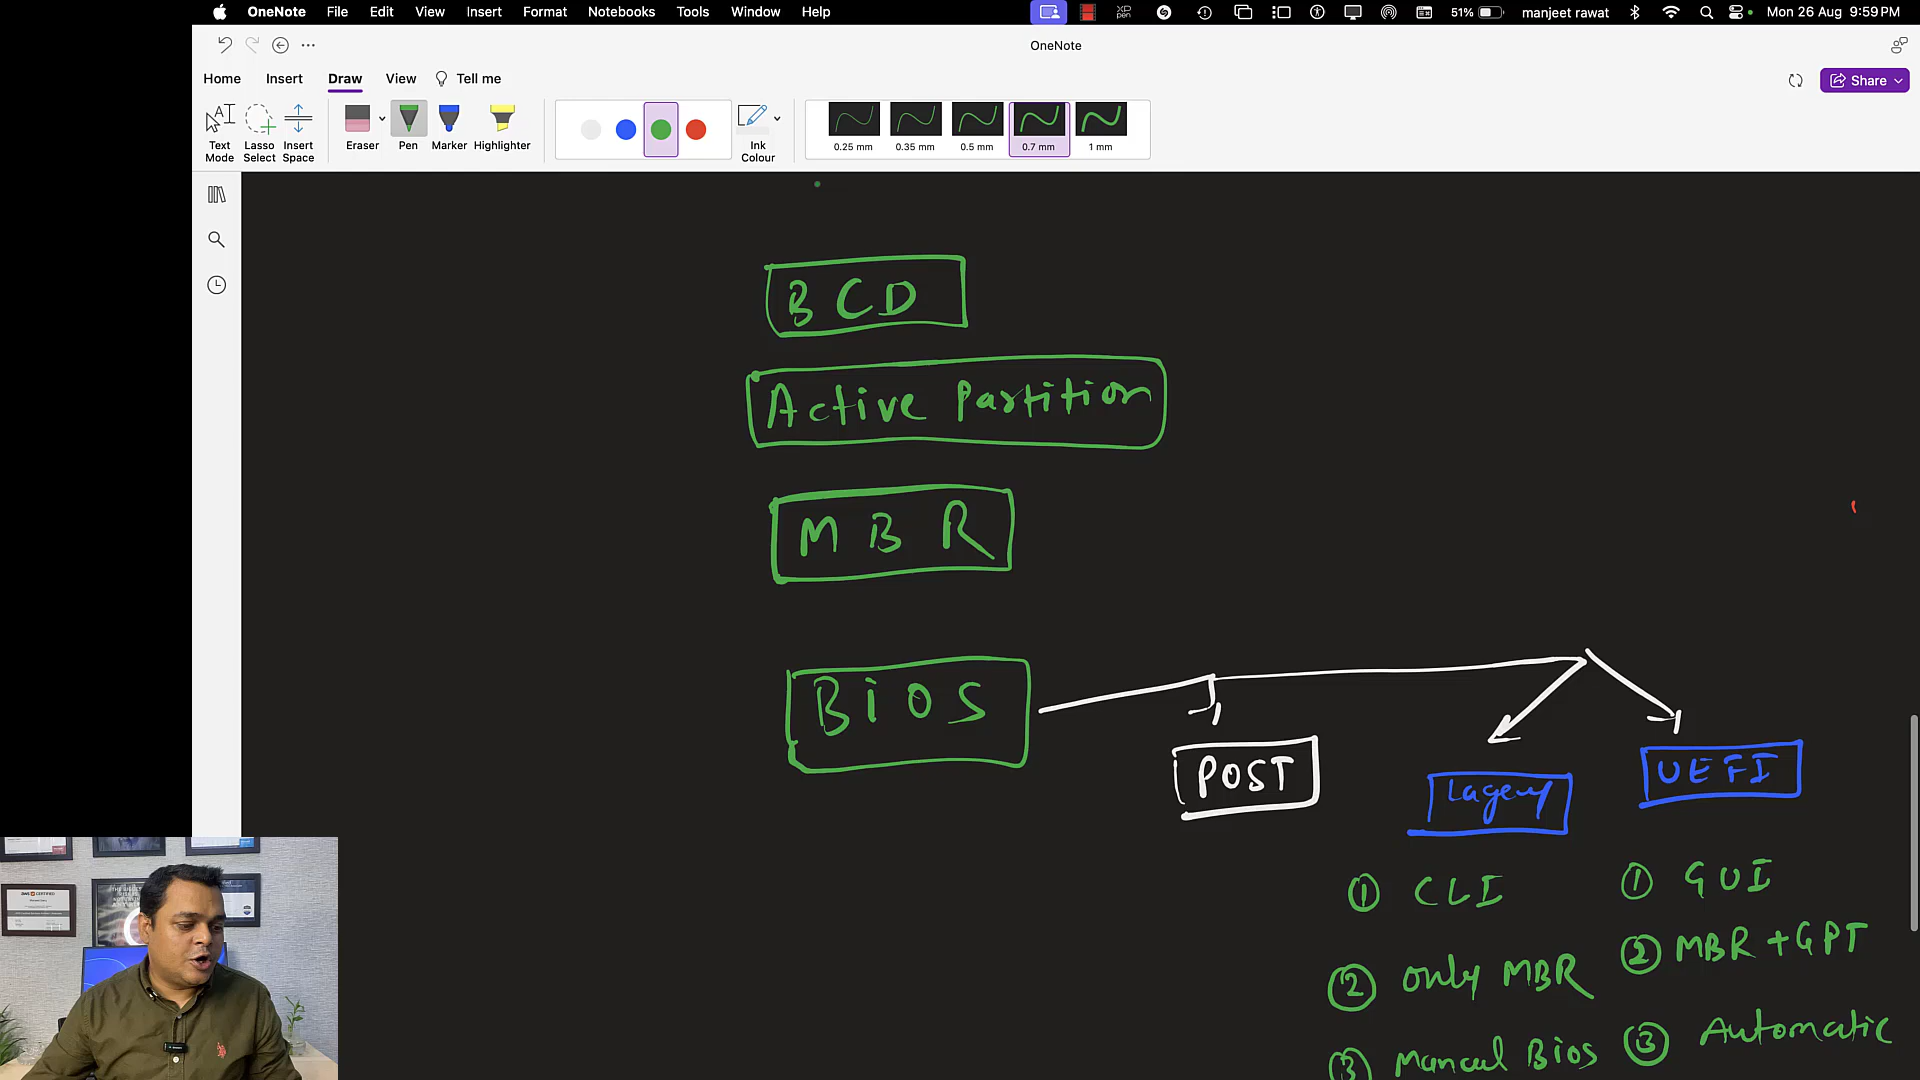 OneNote File Edit View Insert Format Notebooks Tools Window Help XP pen 51% manjeet rawat Mon 26 Aug 9:59 PM
OneNote
Home Insert Draw View Tell me
Share
Text Mode
Lasso Select
Insert Space
Eraser
Pen
Marker
Highlighter
Ink Colour
0.25 mm
0.35 mm
0.5 mm
0.7 mm
1 mm
BCD
Active Partition
MBR
BiOS
POST
Lagecy
UEFI
① CLI
① GUI
② only MBR
② MBR + GPT
③ Manual Bios
③ Automatic